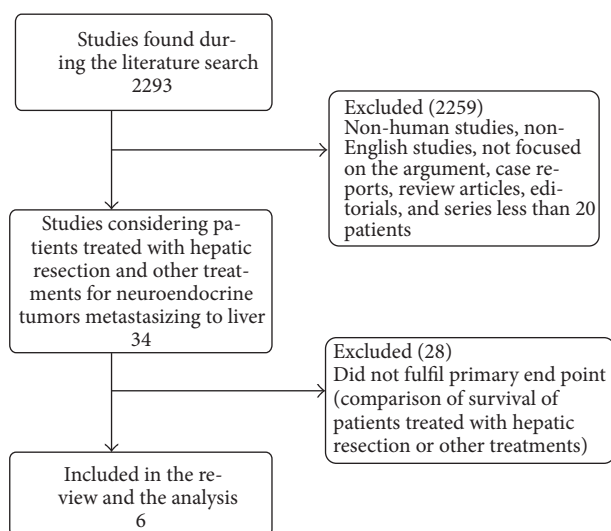 Studies found dur-
ing the literature search
2293
Excluded (2259)
Non-human studies, non-
English studies, not focused
on the argument, case re-
ports, review articles, edi-
torials, and series less than 20
patients
Studies considering pa-
tients treated with hepatic
resection and other treat-
ments for neuroendocrine
tumors metastasizing to liver
34
Excluded (28)
Did not fulfil primary end point
(comparison of survival of
patients treated with hepatic
resection or other treatments)
Included in the re-
view and the analysis
6